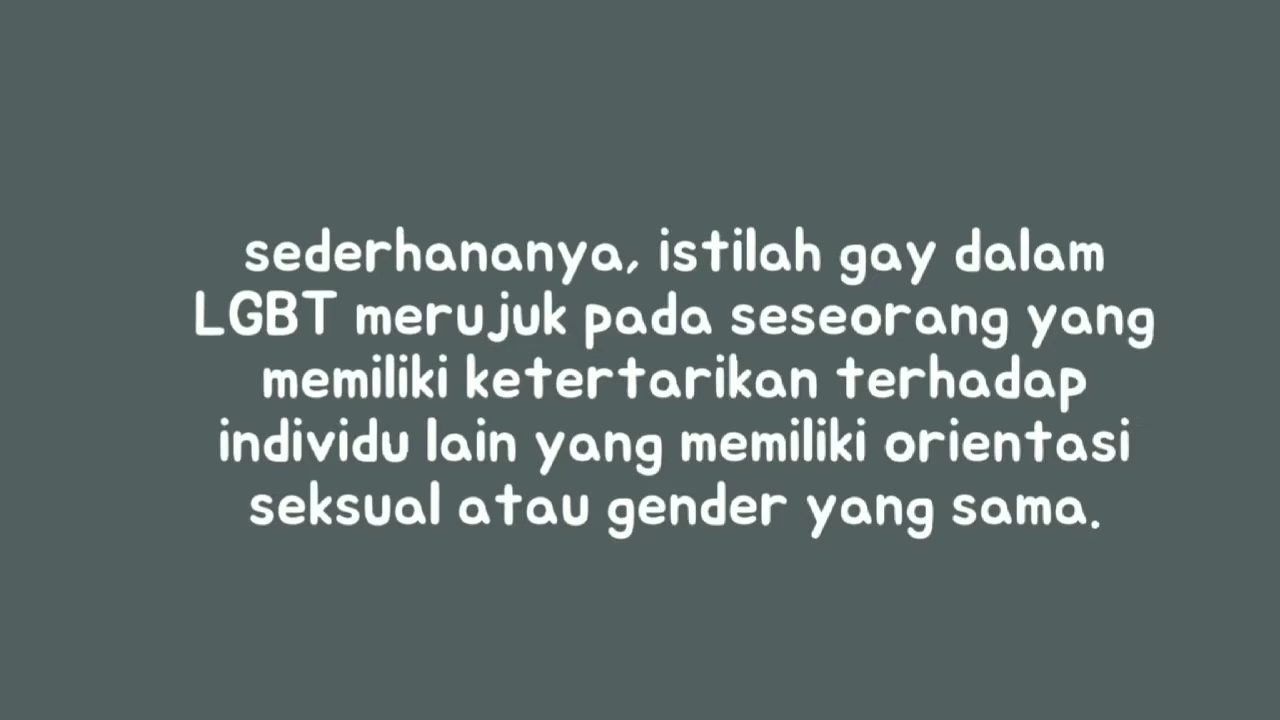 sederhananya, istilah gay dalam
LGBT merujuk pada seseorang yang
memiliki ketertarikan terhadap
individu lain yang memiliki orientasi
seksual atau gender yang sama.